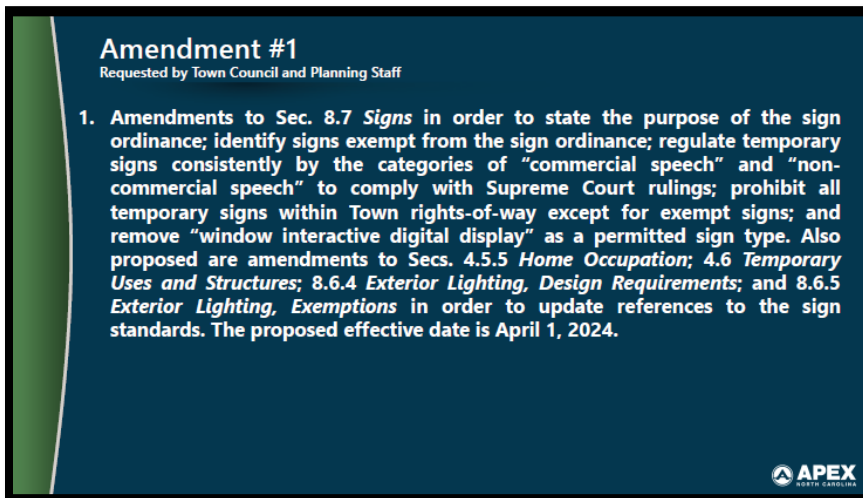 Amendment #1
Requested by Town Council and Planning Staff
1. Amendments to Sec. 8.7 Signs in order to state the purpose of the sign
ordinance; identify signs exempt from the sign ordinance; regulate temporary
signs consistently by the categories of “commercial speech” and “non-
commercial speech” to comply with Supreme Court rulings; prohibit all
temporary signs within Town rights-of-way except for exempt signs; and
remove “window interactive digital display” as a permitted sign type. Also
proposed are amendments to Secs. 4.5.5 Home Occupation; 4.6 Temporary
Uses and Structures; 8.6.4 Exterior Lighting, Design Requirements; and 8.6.5
Exterior Lighting, Exemptions in order to update references to the sign
standards. The proposed effective date is April 1, 2024.
APEX
NORTH CAROLINA